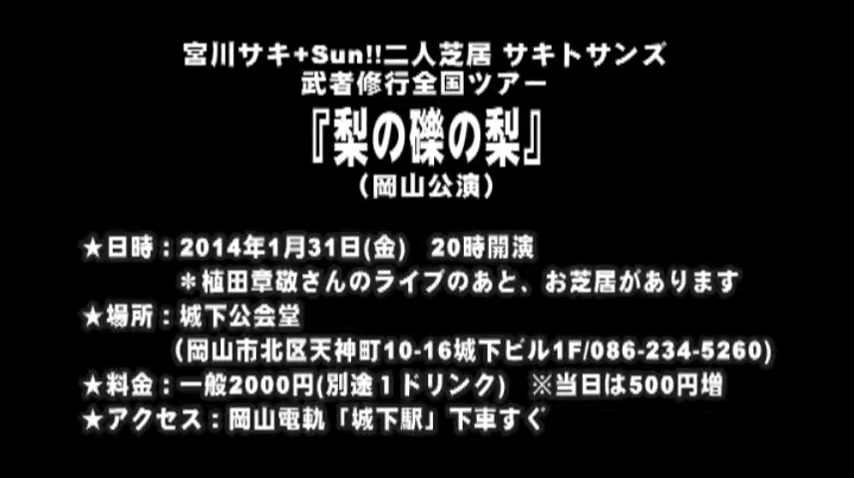 宮川サキ+Sun!!二人芝居 サキトサンズ
武者修行全国ツアー
『梨の礫の梨』
（岡山公演）
★日時：2014年1月31日(金)　20時開演
＊植田章敬さんのライブのあと、お芝居があります
★場所：城下公会堂
（岡山市北区天神町10-16城下ビル1F/086-234-5260)
★料金：一般2000円(別途１ドリンク)　※当日は500円増
★アクセス：岡山電軌「城下駅」下車すぐ